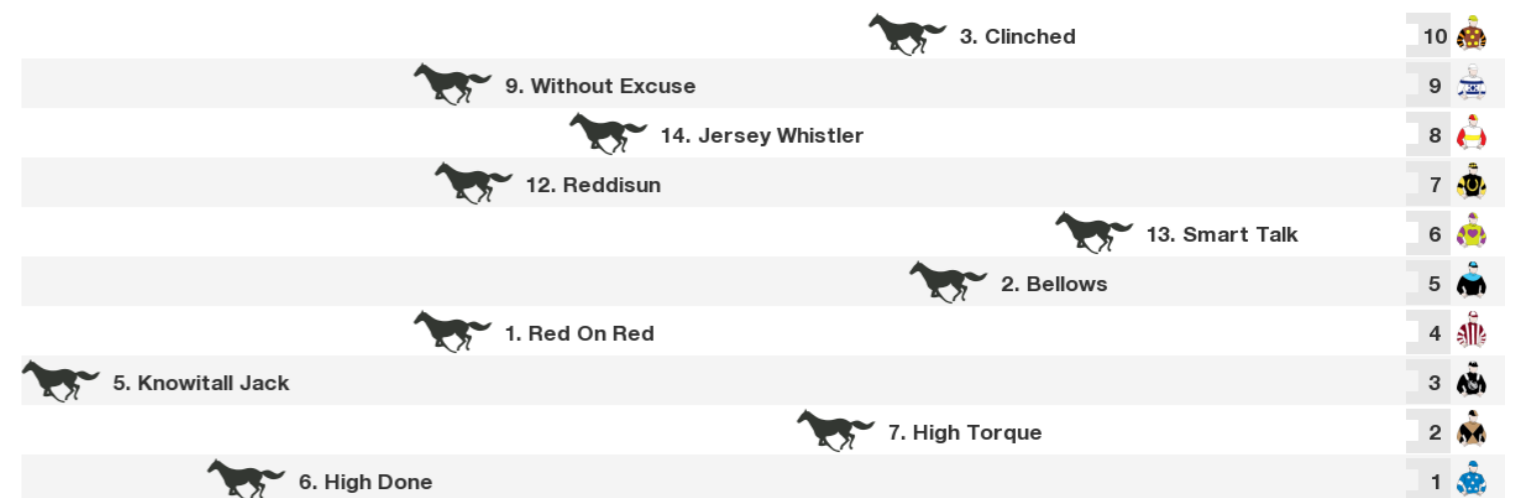 3. Clinched 10
9. Without Excuse 9
14. Jersey Whistler 8
12. Reddisun 7
13. Smart Talk 6
2. Bellows 5
1. Red On Red 4
5. Knowitall Jack 3
7. High Torque 2
6. High Done 1